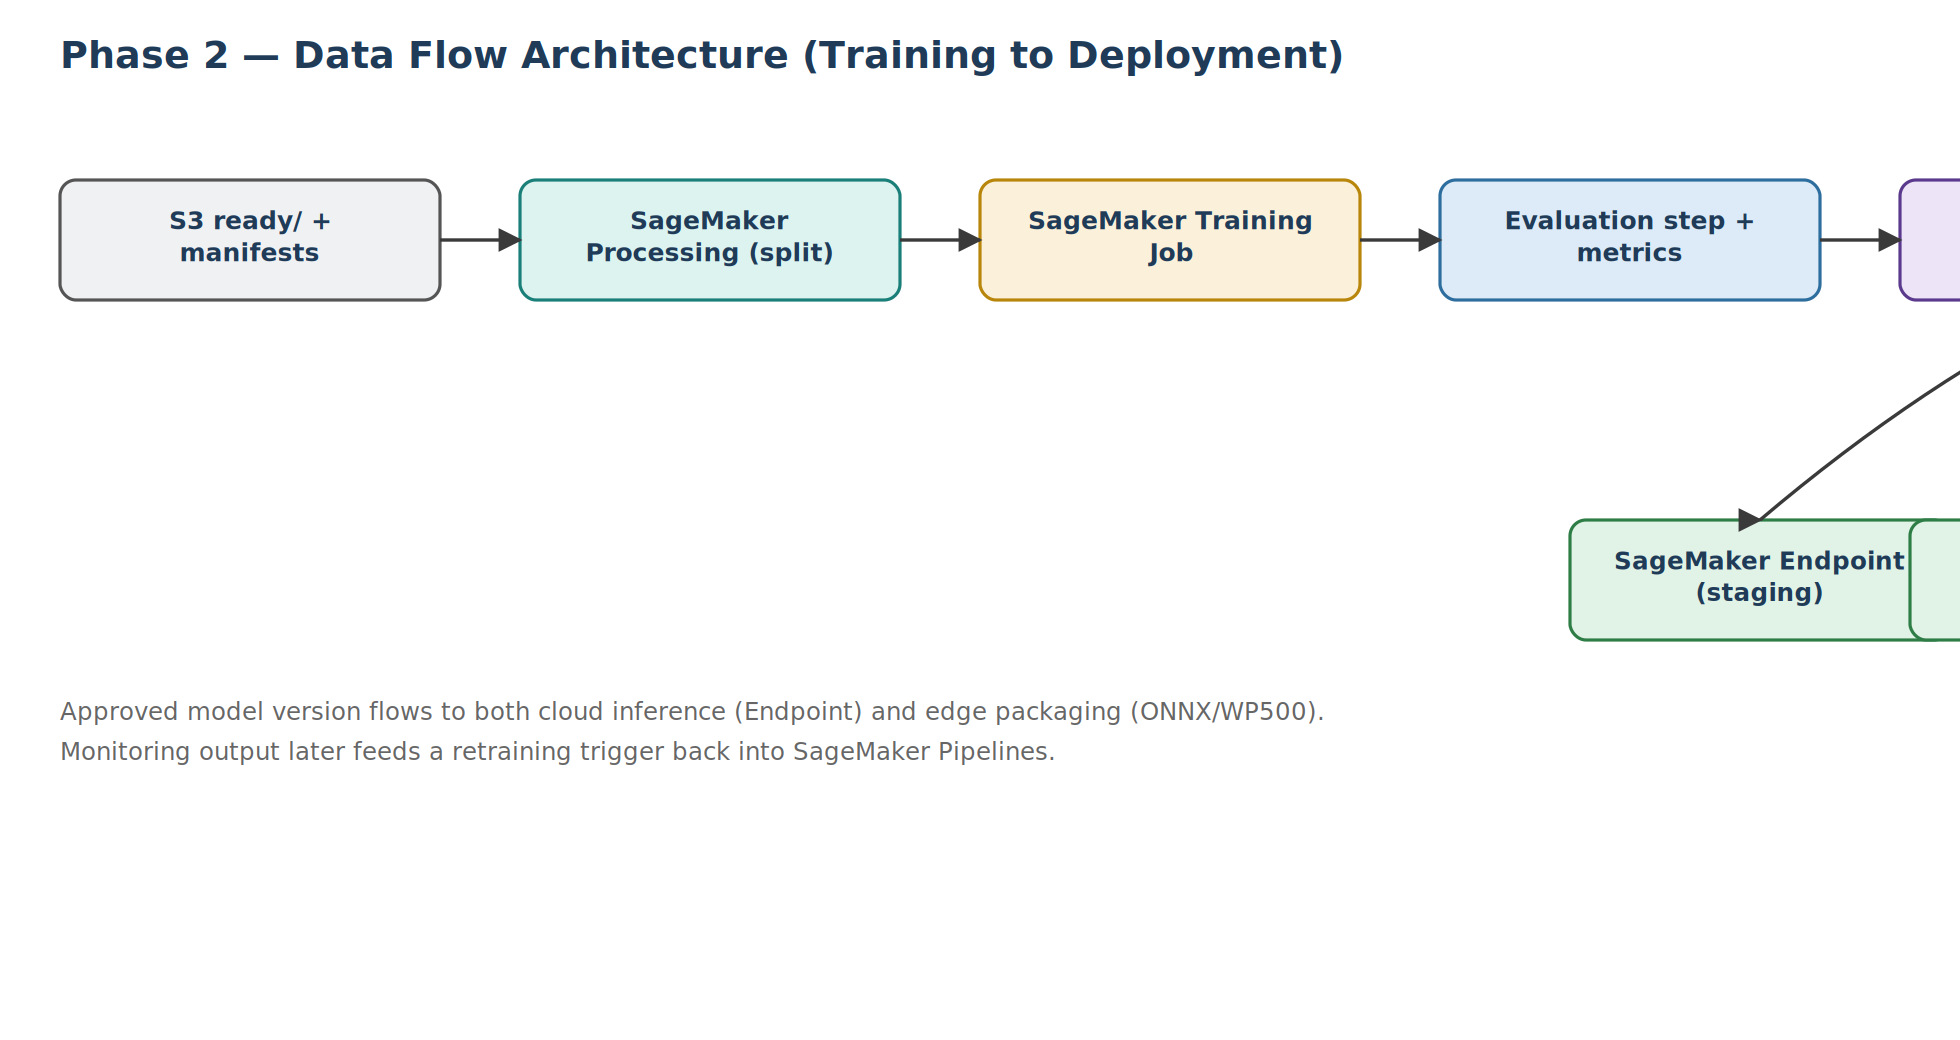 Phase 2 — Data Flow Architecture (Training to Deployment)
S3 ready/ +
manifests
SageMaker
Processing (split)
SageMaker Training
Job
Evaluation step +
metrics
SageMaker Endpoint
(staging)
Approved model version flows to both cloud inference (Endpoint) and edge packaging (ONNX/WP500).
Monitoring output later feeds a retraining trigger back into SageMaker Pipelines.